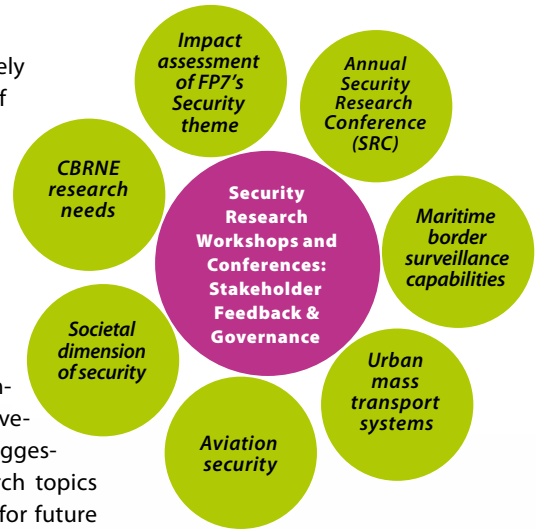 Impact
assessment
of FP7's
Security
theme
Annual
Security
Research
Conference
(SRC)
CBRNE
research
needs
Security
Research
Workshops and
Conferences:
Stakeholder
Feedback &
Governance
Maritime
border
surveillance
capabilities
Societal
dimension
of security
Urban
mass
transport
systems
Aviation
security
ely
f
n-
ve-
gges-
rch topics
for future